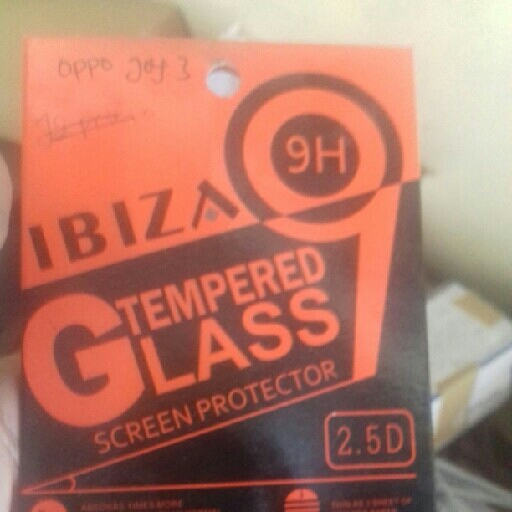 OPPO Joy 3
9H
IBIZA
TEMPERED
GLASS
SCREEN PROTECTOR
2.5D